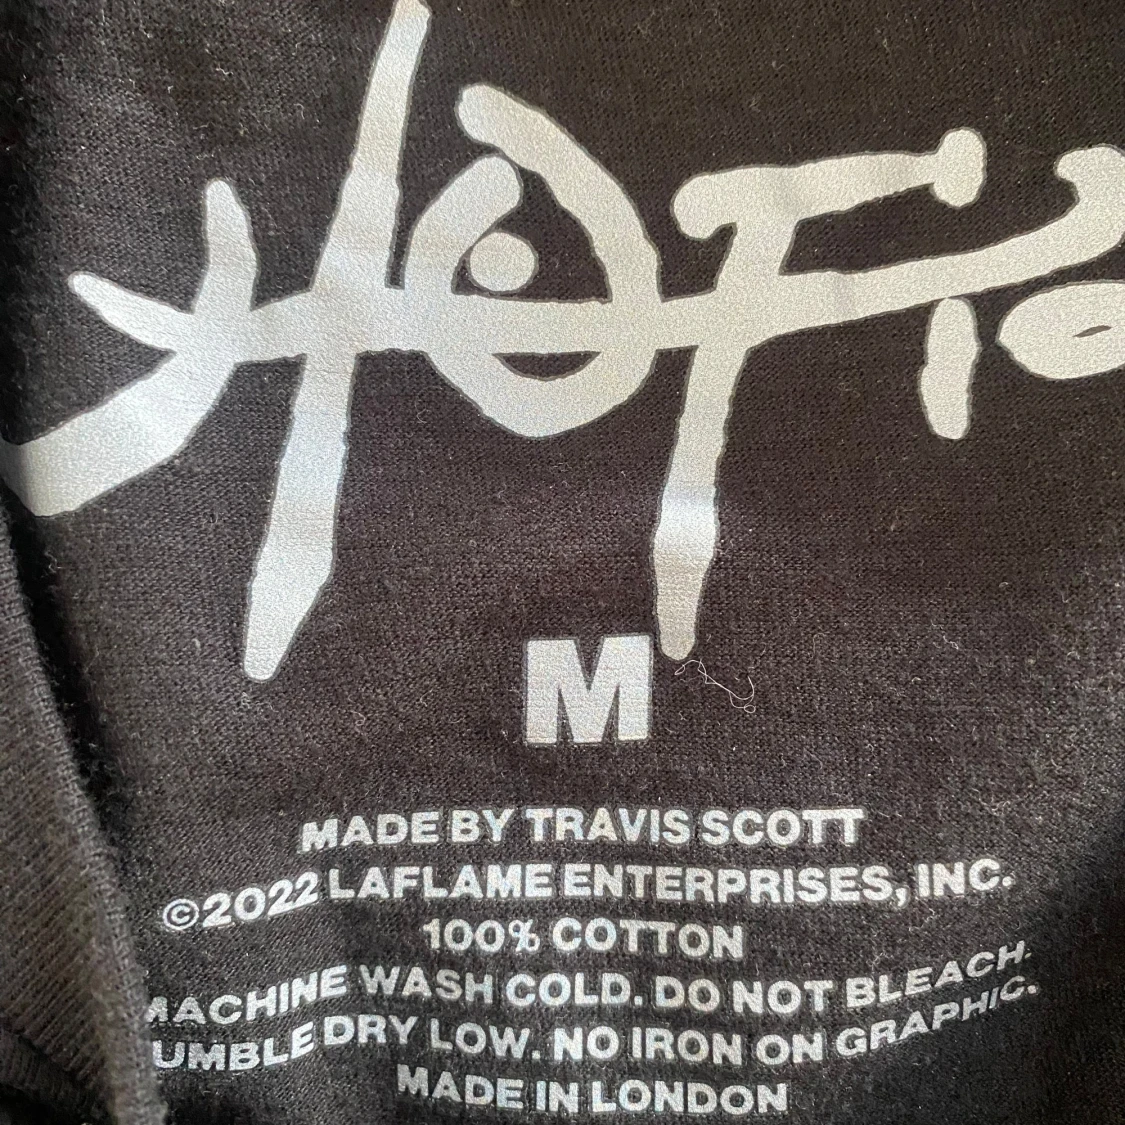 M
MADE BY TRAVIS SCOTT
©2022 LAFLAME ENTERPRISES, INC.
100% COTTON
MACHINE WASH COLD. DO NOT BLEACH.
UMBLE DRY LOW. NO IRON ON GRAPHIC.
MADE IN LONDON